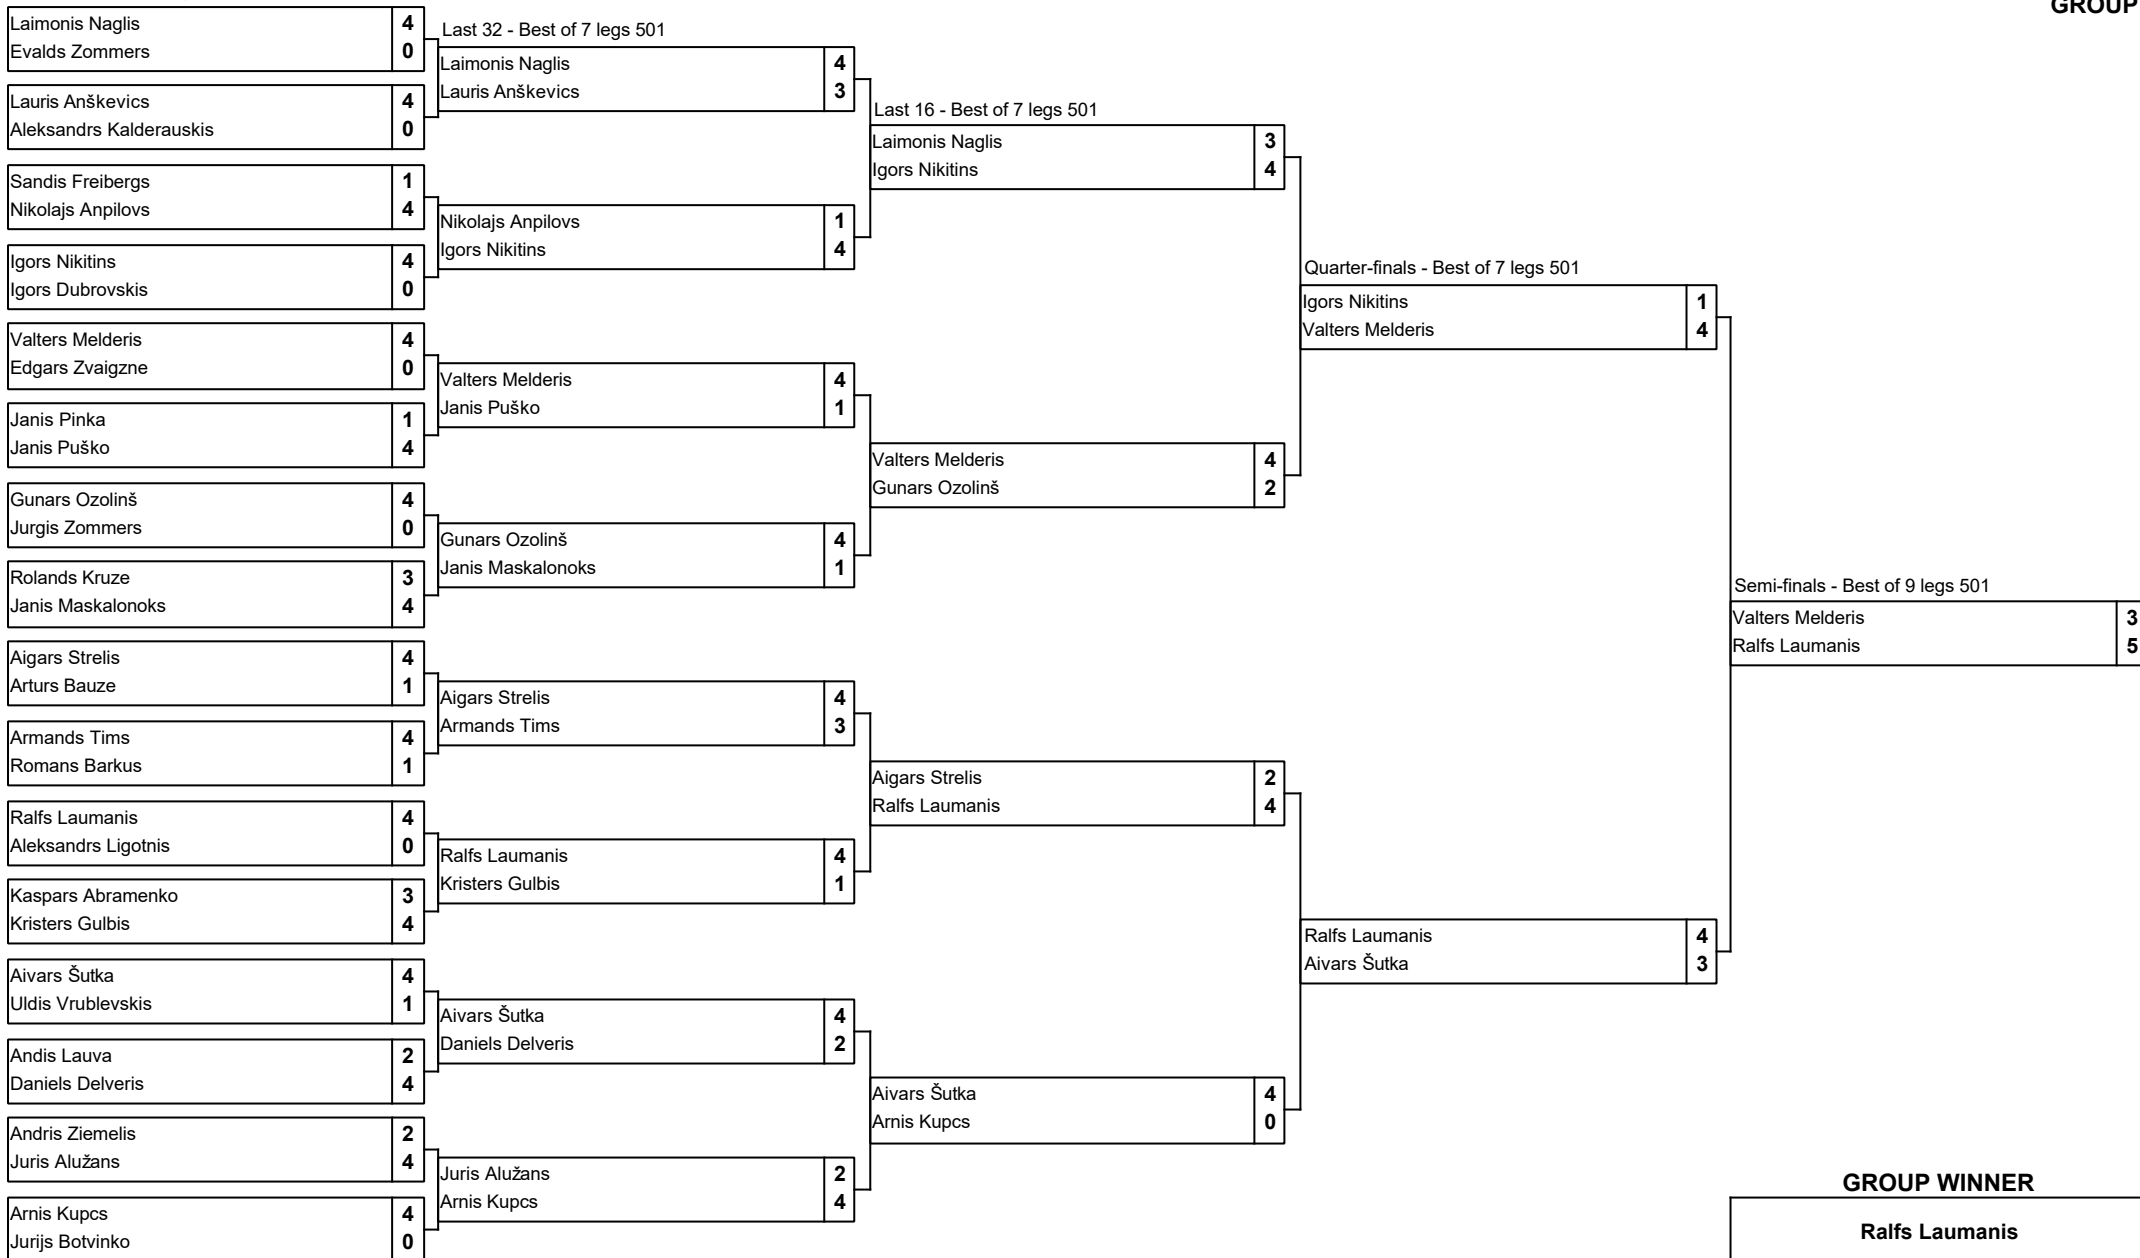 GROUP
Laimonis Naglis 4
Evalds Zommers 0
Lauris Anškevics 4
Aleksandrs Kalderauskis 0
Sandis Freibergs 1
Nikolajs Anpilovs 4
Igors Nikitins 4
Igors Dubrovskis 0
Valters Melderis 4
Edgars Zvaigzne 0
Janis Pinka 1
Janis Puško 4
Gunars Ozolinš 4
Jurgis Zommers 0
Rolands Kruze 3
Janis Maskalonoks 4
Aigars Strelis 4
Arturs Bauze 1
Armands Tims 4
Romans Barkus 1
Ralfs Laumanis 4
Aleksandrs Ligotnis 0
Kaspars Abramenko 3
Kristers Gulbis 4
Aivars Šutka 4
Uldis Vrublevskis 1
Andis Lauva 2
Daniels Delveris 4
Andris Ziemelis 2
Juris Alužans 4
Arnis Kupcs 4
Jurijs Botvinko 0
Last 32 - Best of 7 legs 501
Laimonis Naglis 4
Lauris Anškevics 3
Nikolajs Anpilovs 1
Igors Nikitins 4
Valters Melderis 4
Janis Puško 1
Gunars Ozolinš 4
Janis Maskalonoks 1
Aigars Strelis 4
Armands Tims 3
Ralfs Laumanis 4
Kristers Gulbis 1
Aivars Šutka 4
Daniels Delveris 2
Juris Alužans 2
Arnis Kupcs 4
Last 16 - Best of 7 legs 501
Laimonis Naglis 3
Igors Nikitins 4
Valters Melderis 4
Gunars Ozolinš 2
Aigars Strelis 2
Ralfs Laumanis 4
Aivars Šutka 4
Arnis Kupcs 0
Quarter-finals - Best of 7 legs 501
Igors Nikitins 1
Valters Melderis 4
Ralfs Laumanis 4
Aivars Šutka 3
Semi-finals - Best of 9 legs 501
Valters Melderis 3
Ralfs Laumanis 5
GROUP WINNER
Ralfs Laumanis